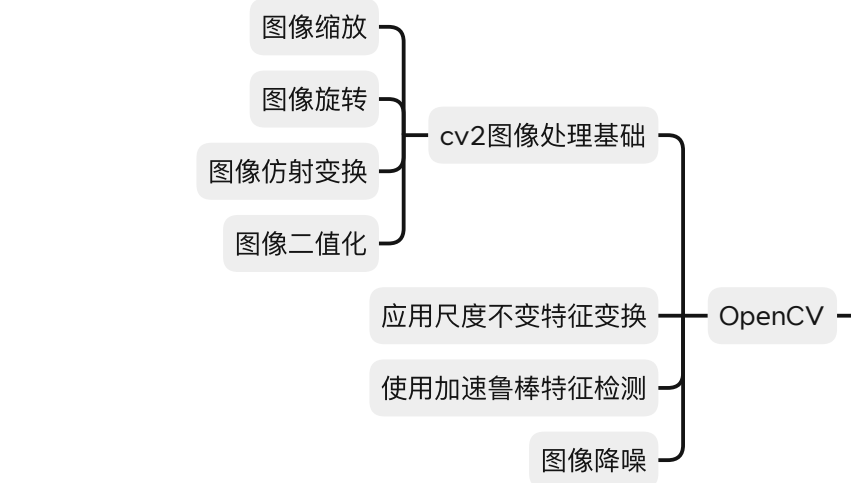 图像缩放
图像旋转
cv2图像处理基础
图像仿射变换
图像二值化
应用尺度不变特征变换
OpenCV
使用加速鲁棒特征检测
图像降噪